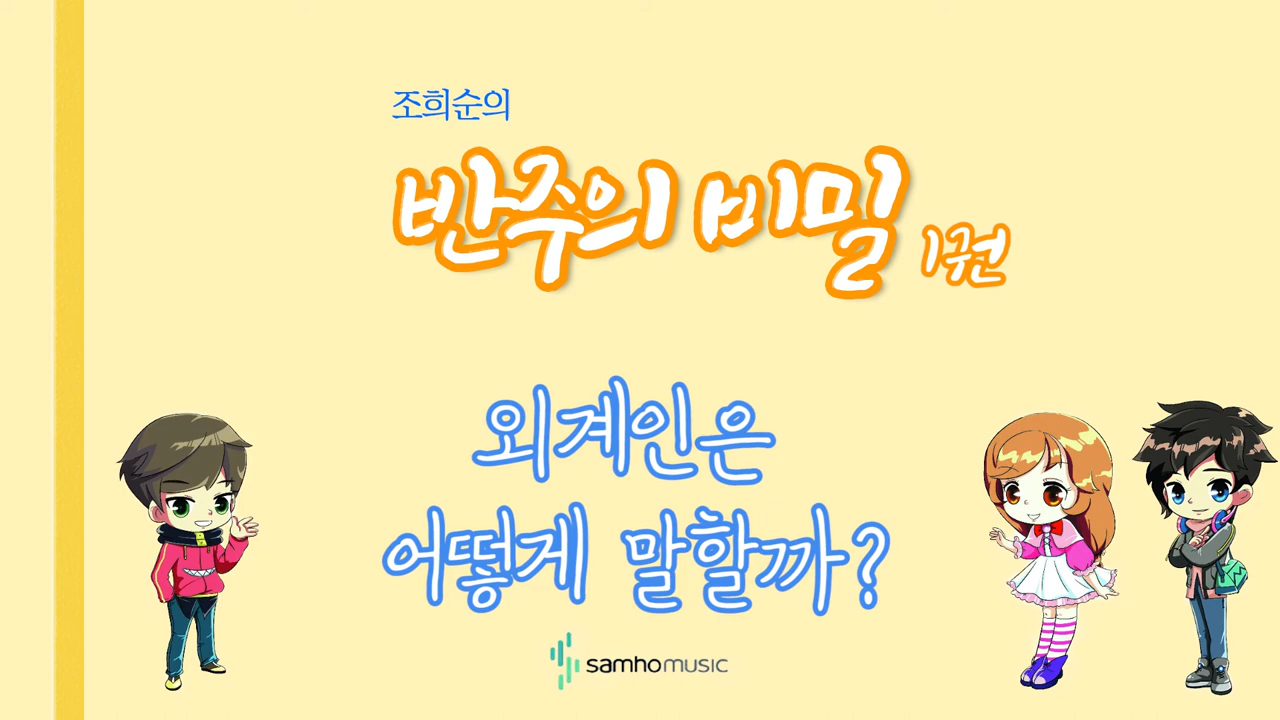 조희순의
반주의 비밀 1권
외계인은
어떻게 말할까?
samhomusic